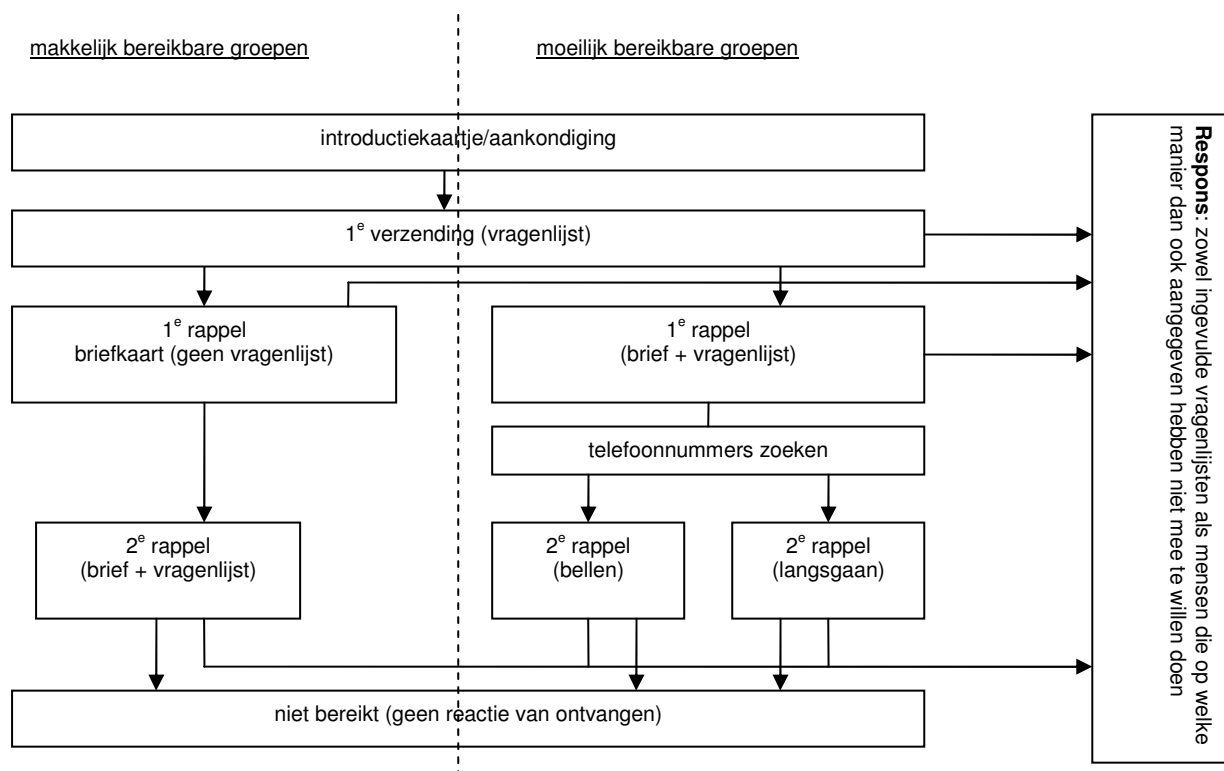 makkelijk bereikbare groepen
moeilijk bereikbare groepen
introductiekaartje/aankondiging
1e verzending (vragenlijst)
1e rappel
briefkaart (geen vragenlijst)
1e rappel
(brief + vragenlijst)
telefoonnummers zoeken
2e rappel
(brief + vragenlijst)
2e rappel
(bellen)
2e rappel
(langsgaan)
niet bereikt (geen reactie van ontvangen)
Respons: zowel ingevulde vragenlijsten als mensen die op welke
manier dan ook aangegeven hebben niet mee te willen doen